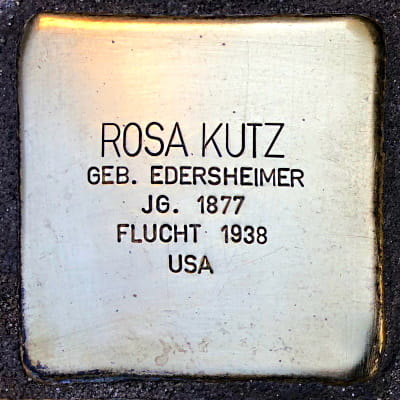 ROSA KUTZ
GEB. EDERSHEIMER
JG. 1877
FLUCHT 1938
USA